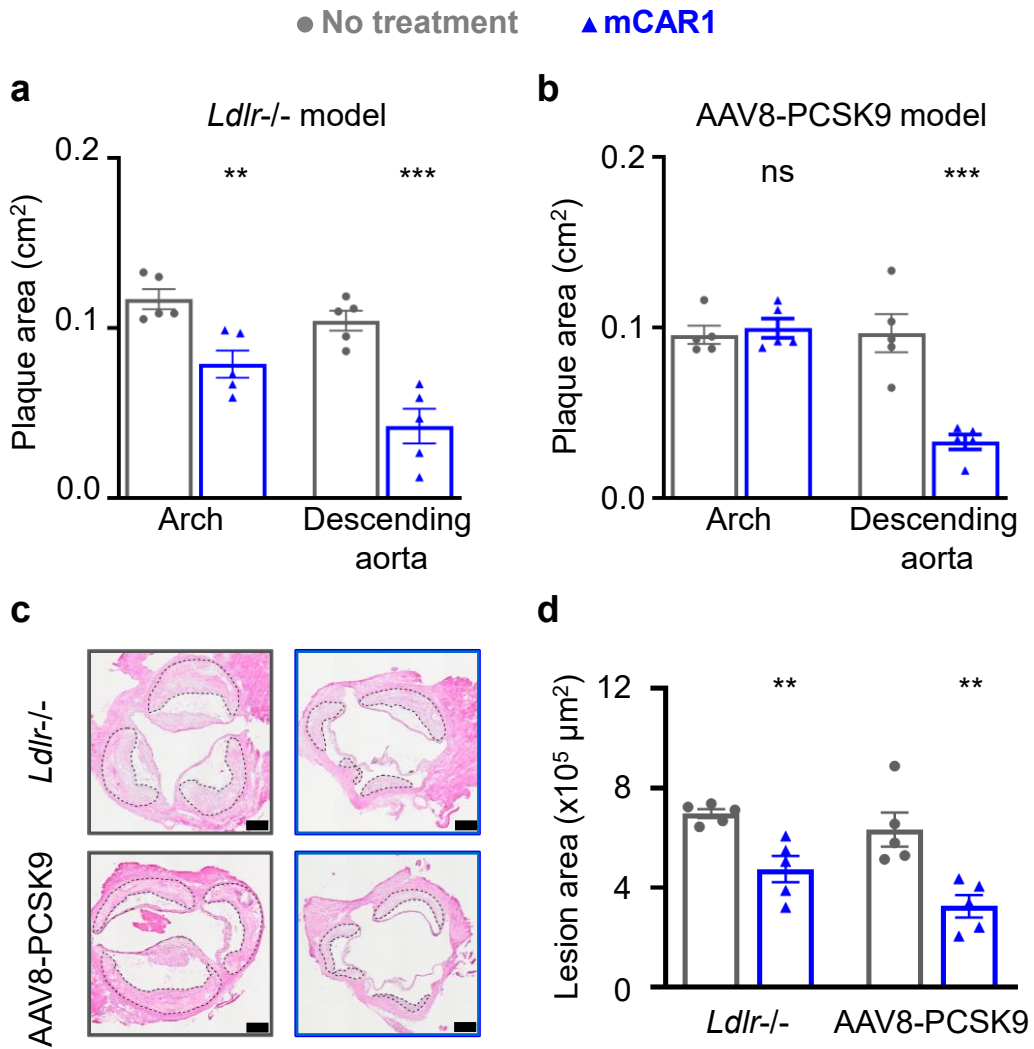 No treatment mCAR1
a
Ldlr-/- model
Plaque area (cm²)
0.2
0.1
0.0
**
***
Arch
Descending
aorta
b
AAV8-PCSK9 model
Plaque area (cm²)
0.2
0.1
0.0
ns
***
Arch
Descending
aorta
c
Ldlr-/-
AAV8-PCSK9
d
Lesion area (x10⁵ µm²)
12
8
4
0
**
**
Ldlr-/-
AAV8-PCSK9